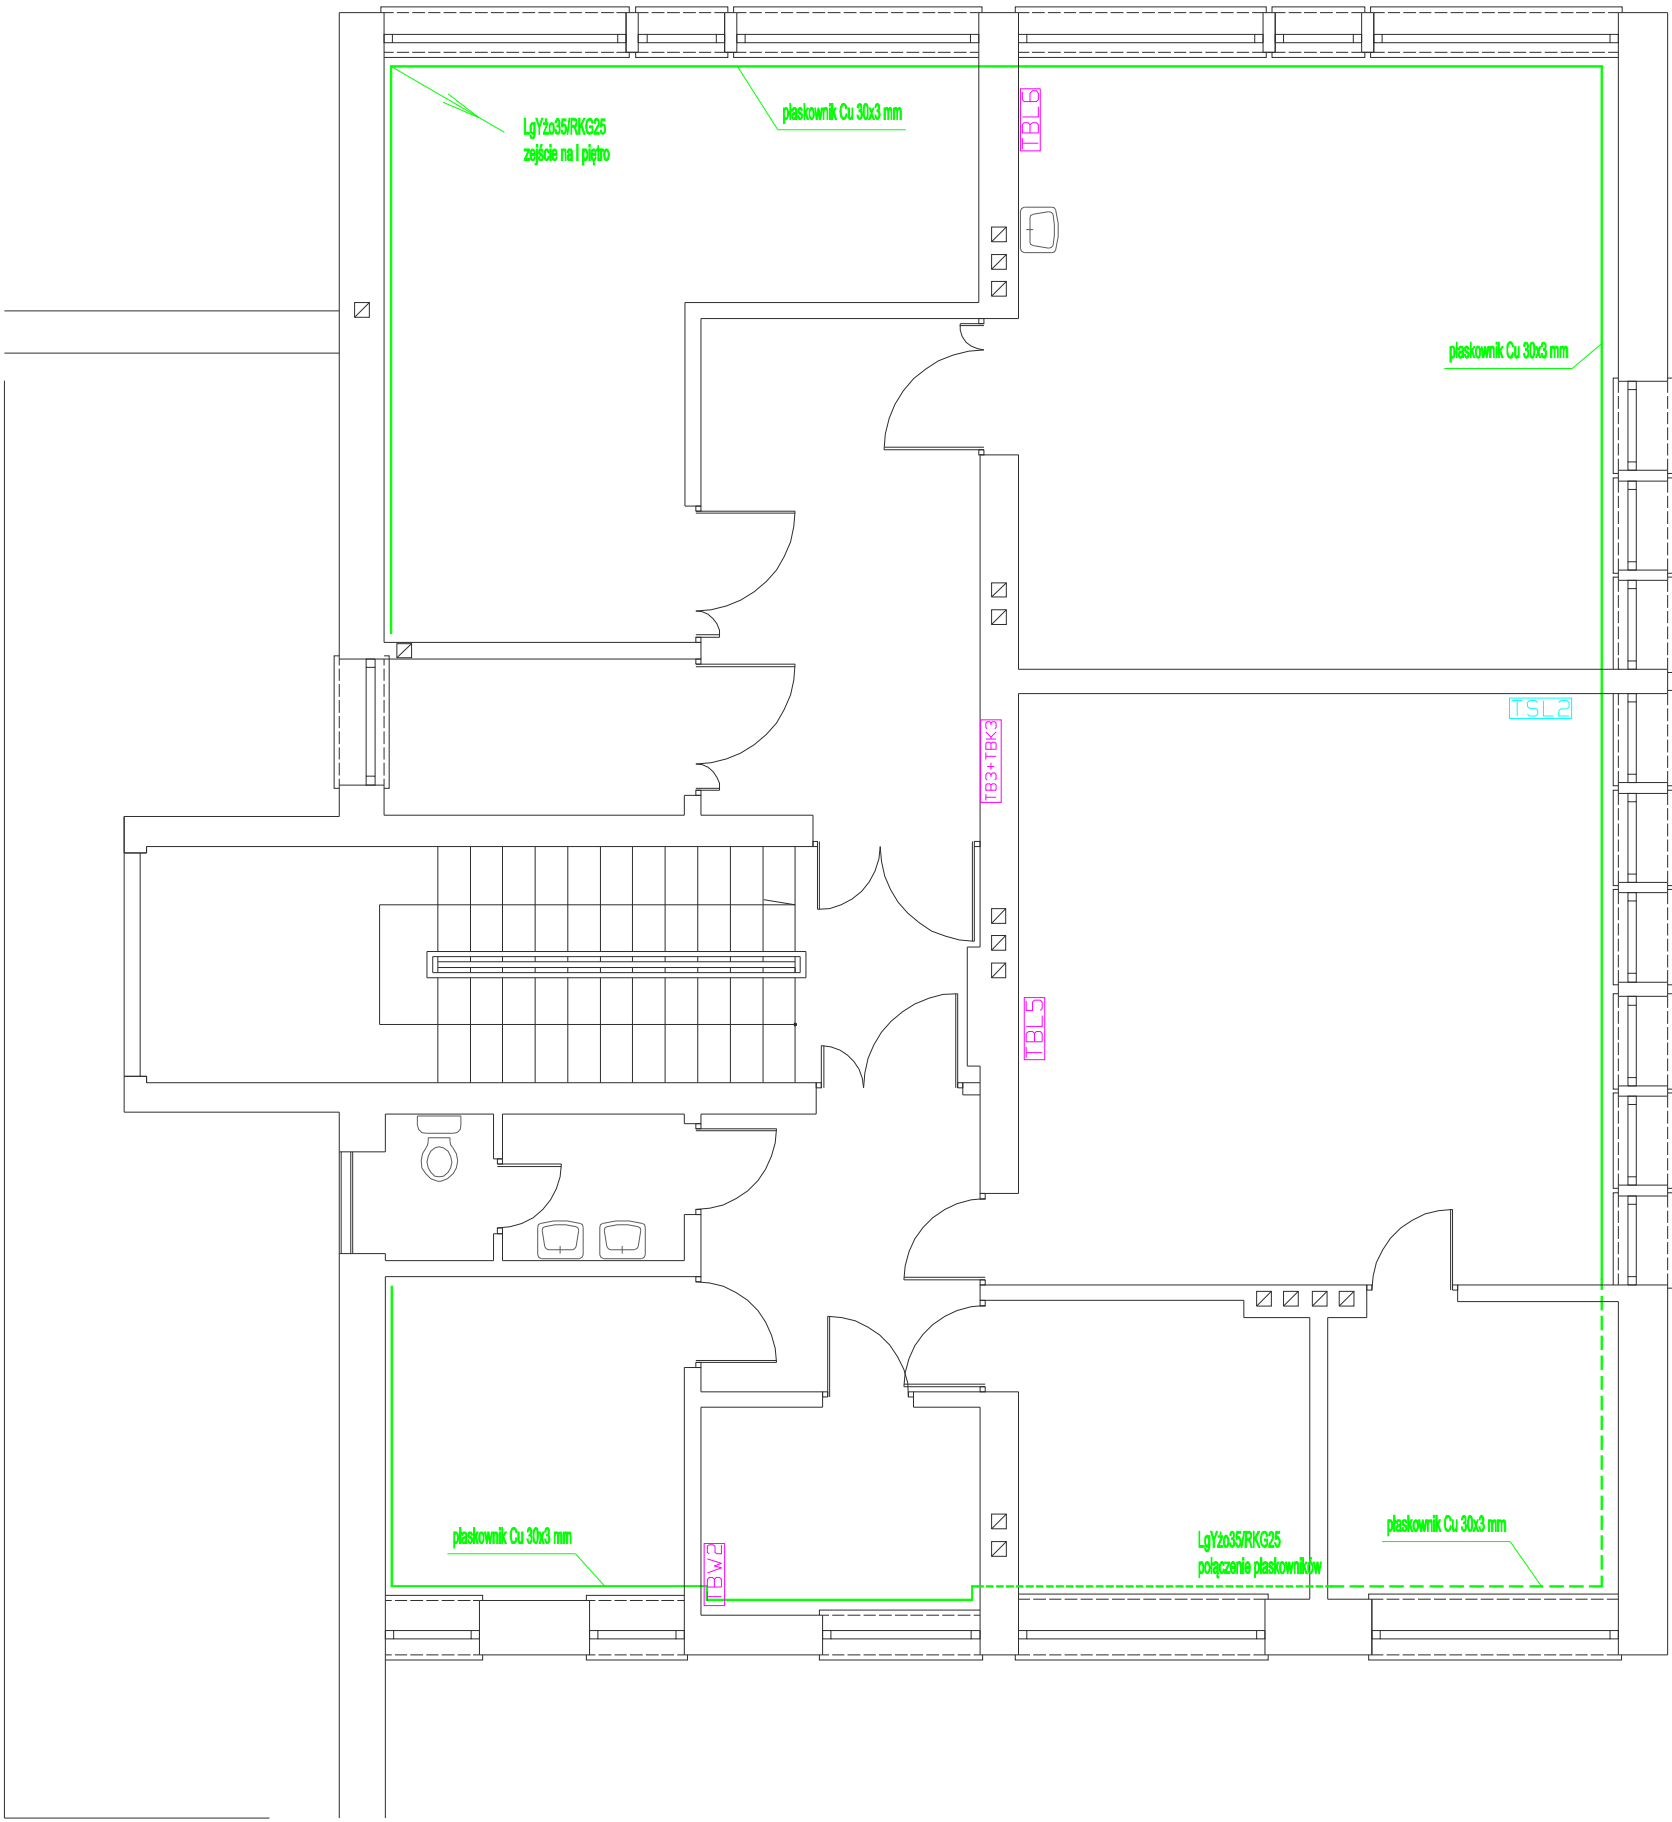 TBL6
płaskownik Cu 30x3 mm
LgYżo35/RKG25
zejście na I piętro
płaskownik Cu 30x3 mm
TSL2
TB3+TBK3
TBL5
płaskownik Cu 30x3 mm
płaskownik Cu 30x3 mm
LgYżo35/RKG25
połączenie płaskowników
TBW2